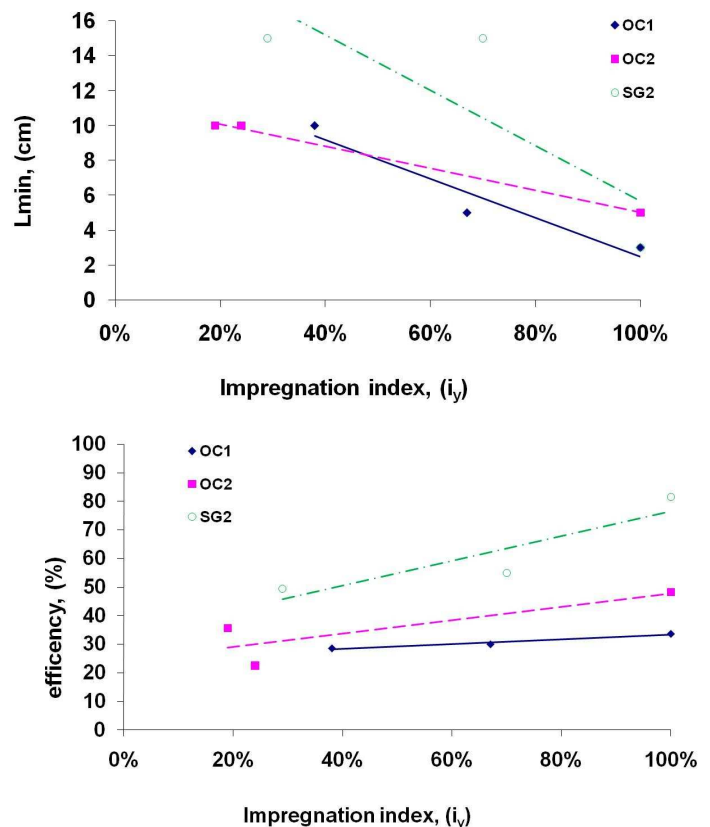 16
14
12
10
8
6
4
2
0
Lmin, (cm)
OC1
OC2
SG2
0% 20% 40% 60% 80% 100%
Impregnation index, (iy)
100
90
80
70
60
50
40
30
20
10
0
efficency, (%)
OC1
OC2
SG2
0% 20% 40% 60% 80% 100%
Impregnation index, (iy)